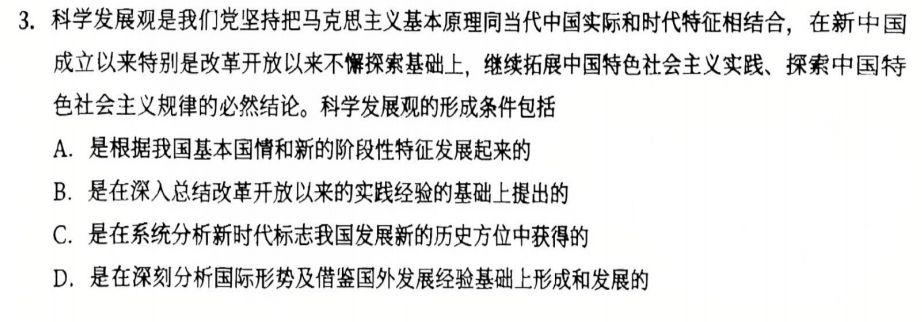 3. 科学发展观是我们党坚持把马克思主义基本原理同当代中国实际和时代特征相结合，在新中国
成立以来特别是改革开放以来不懈探索基础上，继续拓展中国特色社会主义实践、探索中国特
色社会主义规律的必然结论。科学发展观的形成条件包括
A. 是根据我国基本国情和新的阶段性特征发展起来的
B. 是在深入总结改革开放以来的实践经验的基础上提出的
C. 是在系统分析新时代标志我国发展新的历史方位中获得的
D. 是在深刻分析国际形势及借鉴国外发展经验基础上形成和发展的